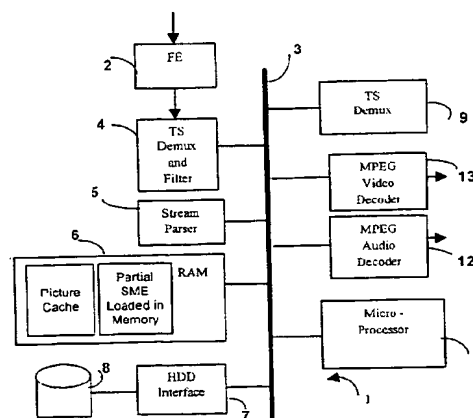 FE
2
3
4
TS
Demux
and
Filter
TS
Demux
9
5
Stream
Parser
MPEG
Video
Decoder
13
6
RAM
Picture
Cache
Partial
SME
Loaded in
Memory
MPEG
Audio
Decoder
12
Micro -
Processor
8
HDD
Interface
7